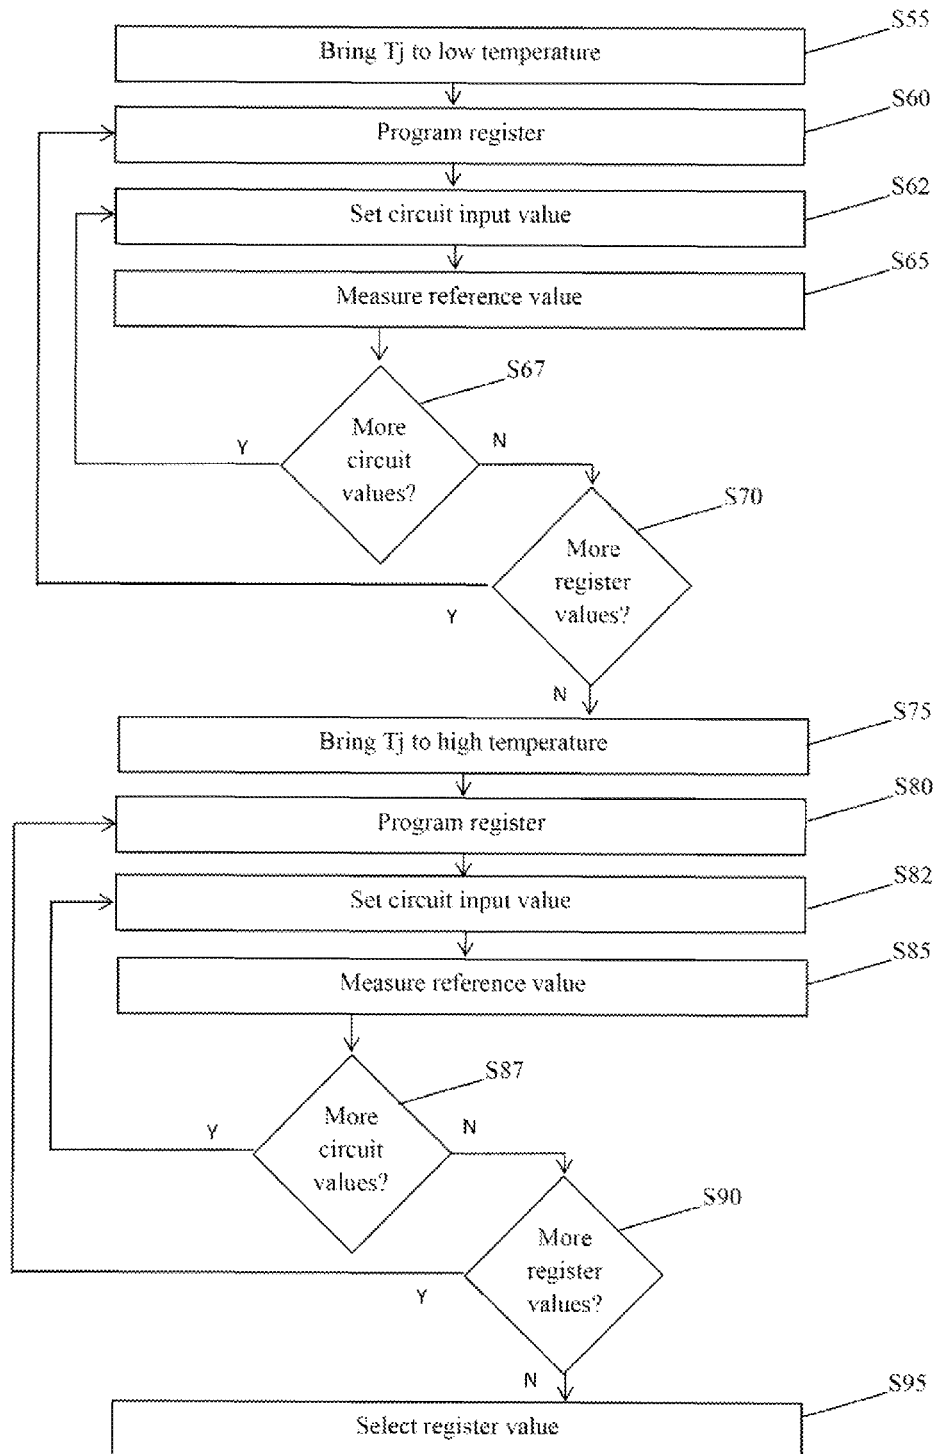 S55
Bring Tj to low temperature
S60
Program register
S62
Set circuit input value
S65
Measure reference value
S67
More
circuit
values?
Y
N
S70
More
register
values?
Y
N
S75
Bring Tj to high temperature
S80
Program register
S82
Set circuit input value
S85
Measure reference value
S87
More
circuit
values?
Y
N
S90
More
register
values?
Y
N
S95
Select register value